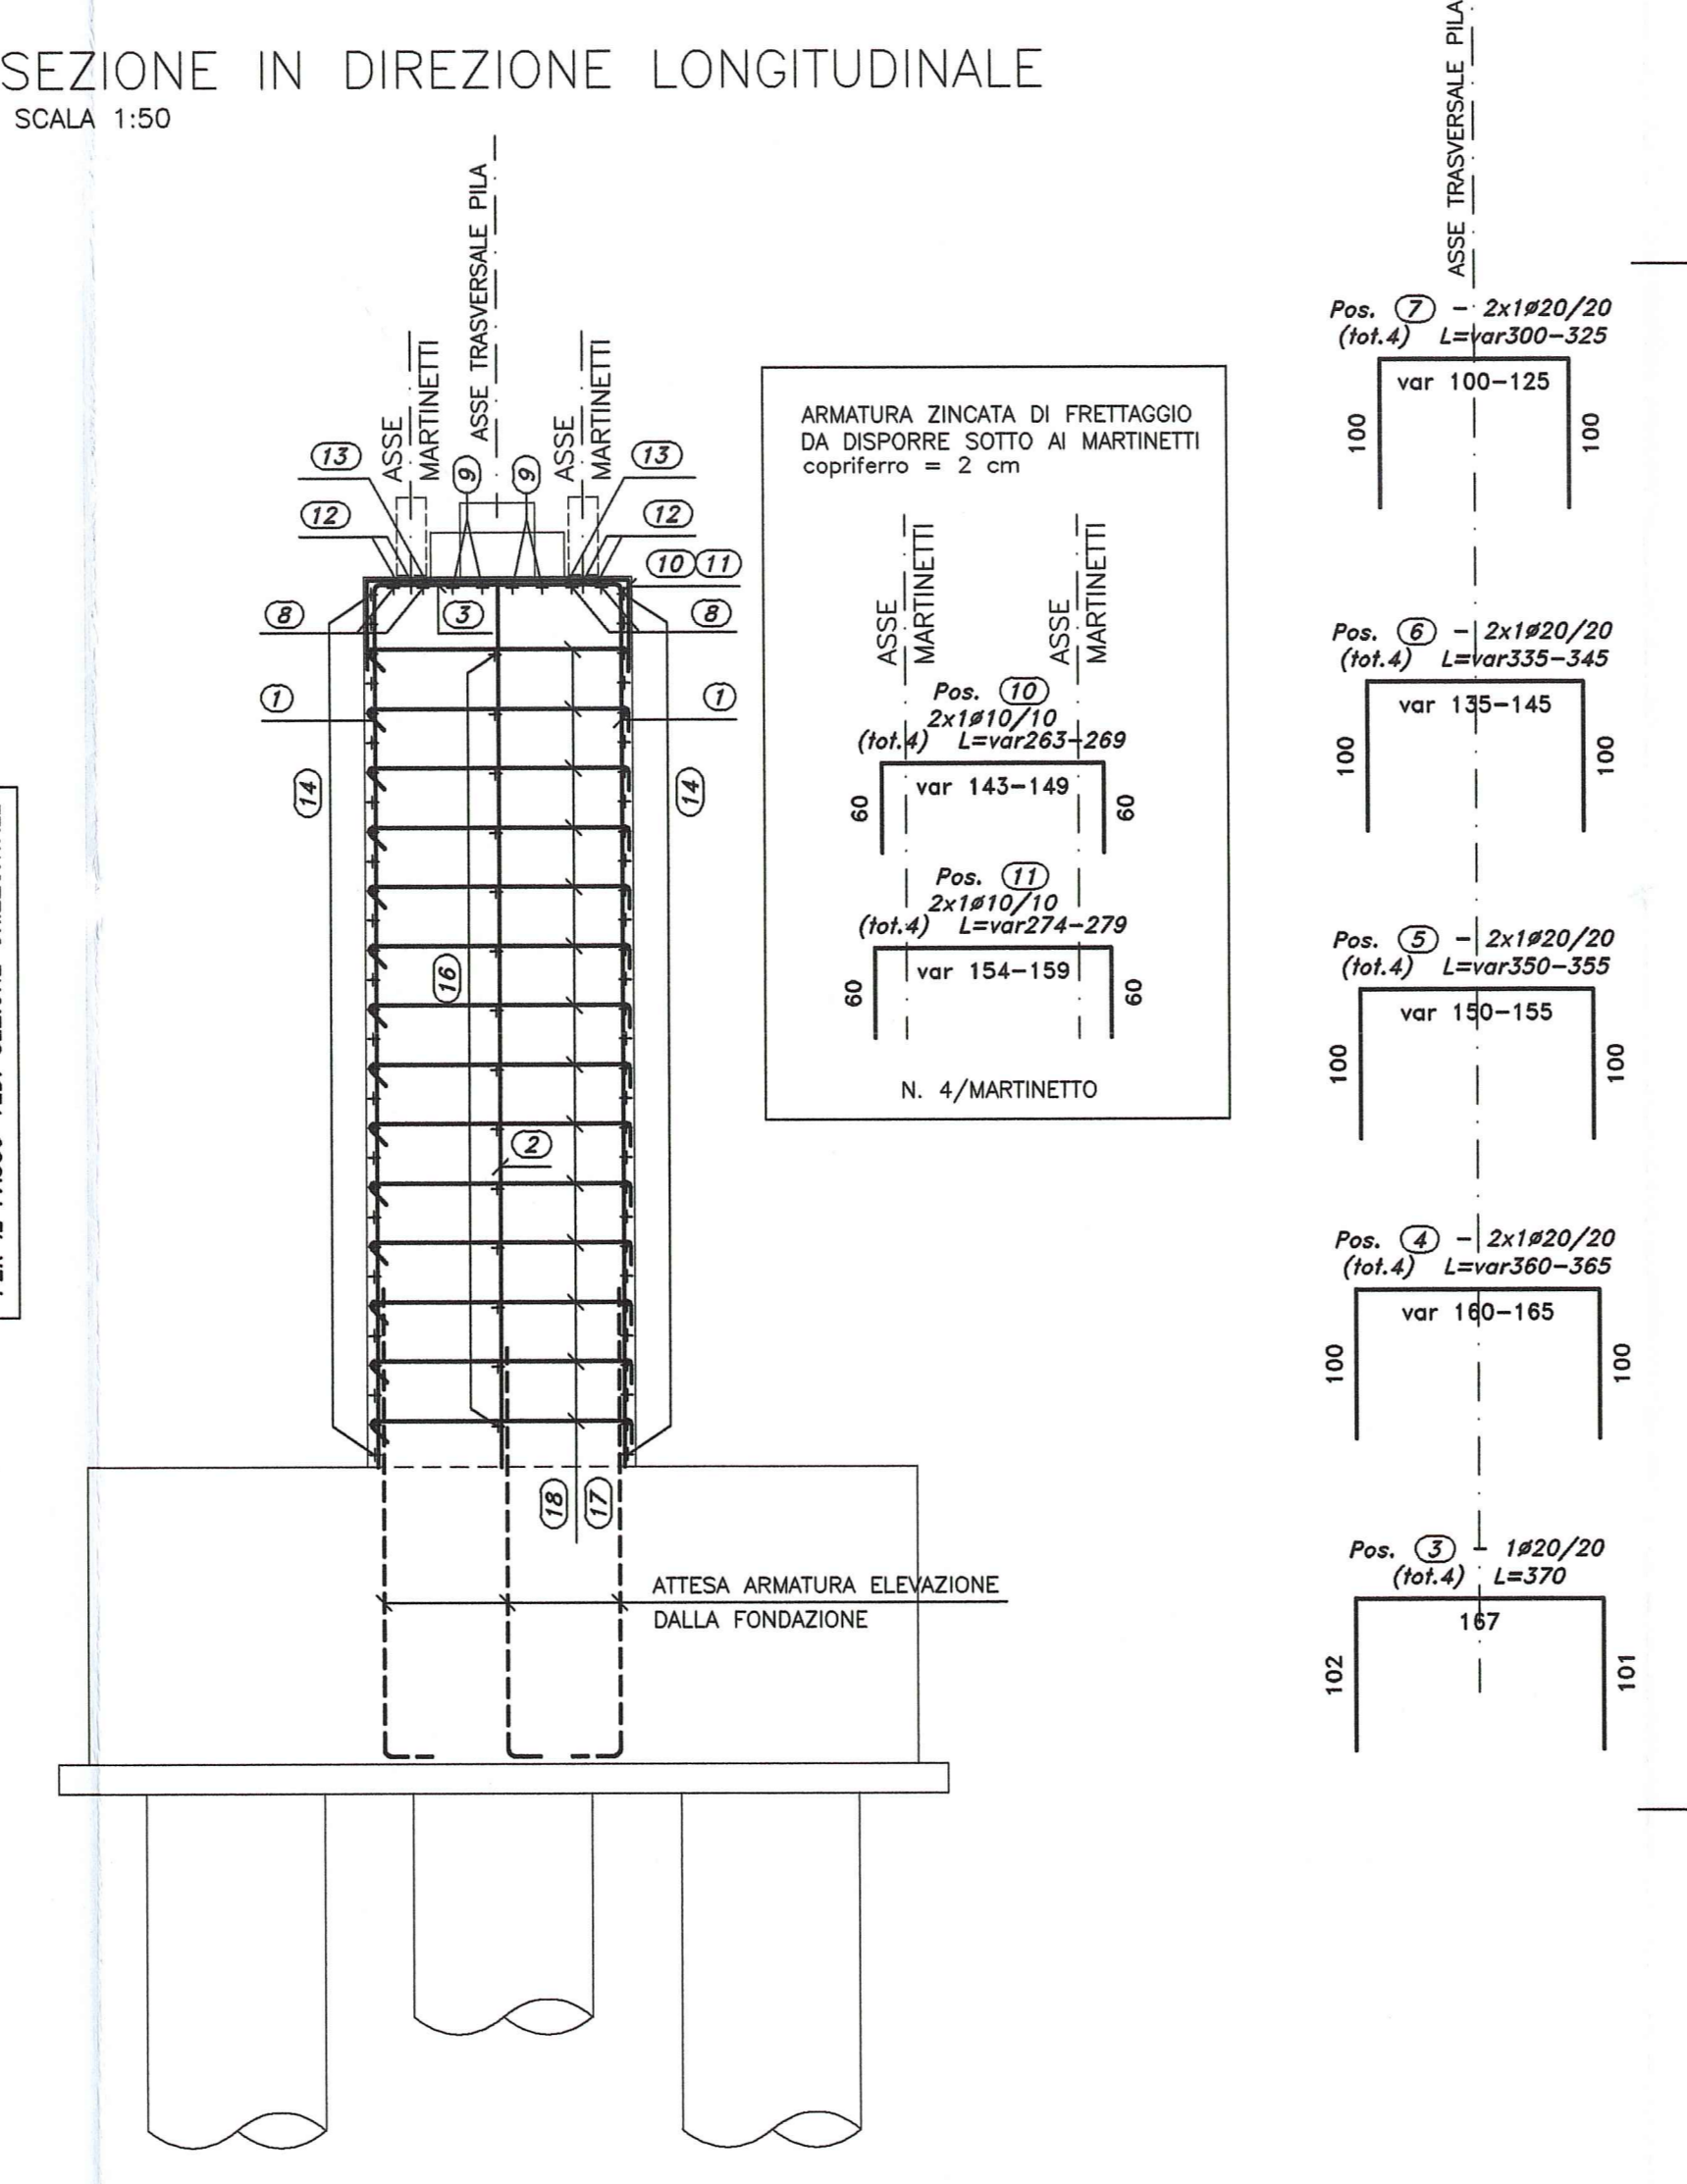 SEZIONE IN DIREZIONE LONGITUDINALE
SCALA 1:50
ASSE TRASVERSALE PILA
ASSE
MARTINETTI
ASSE
MARTINETTI
13
9
9
13
12
12
10 11
8
3
8
1
1
14
14
16
2
18
17
ATTESA ARMATURA ELEVAZIONE
DALLA FONDAZIONE
ARMATURA ZINCATA DI FRETTAGGIO
DA DISPORRE SOTTO AI MARTINETTI
copriferro = 2 cm
ASSE
MARTINETTI
ASSE
MARTINETTI
Pos. 10
2x1ø10/10
(tot.4) L=var263-269
var 143-149
60
60
Pos. 11
2x1ø10/10
(tot.4) L=var274-279
var 154-159
60
60
N. 4/MARTINETTO
ASSE TRASVERSALE PILA
Pos. 7 - 2x1ø20/20
(tot.4) L=var300-325
var 100-125
100
100
Pos. 6 - 2x1ø20/20
(tot.4) L=var335-345
var 135-145
100
100
Pos. 5 - 2x1ø20/20
(tot.4) L=var350-355
var 150-155
100
100
Pos. 4 - 2x1ø20/20
(tot.4) L=var360-365
var 160-165
100
100
Pos. 3 - 1ø20/20
(tot.4) L=370
167
102
101